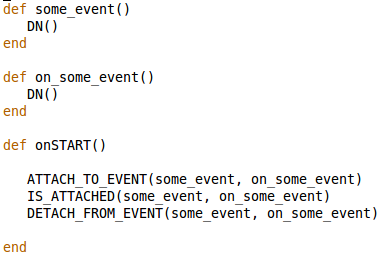 def some_event()
   DN()
end

def on_some_event()
   DN()
end

def onSTART()

   ATTACH_TO_EVENT(some_event, on_some_event)
   IS_ATTACHED(some_event, on_some_event)
   DETACH_FROM_EVENT(some_event, on_some_event)

end